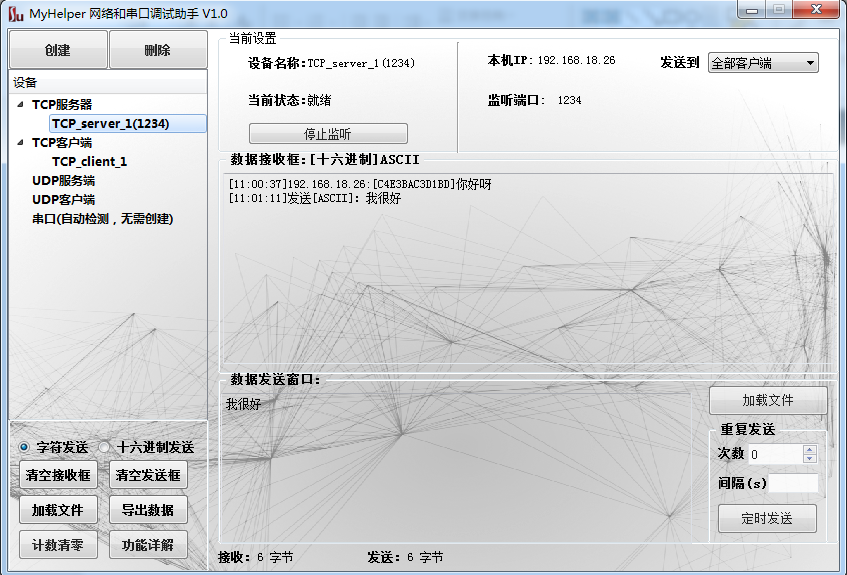 MyHelper 网络和串口调试助手 V1.0
创建 删除
设备
TCP服务器
TCP_server_1(1234)
TCP客户端
TCP_client_1
UDP服务端
UDP客户端
串口(自动检测，无需创建)
字符发送 十六进制发送
清空接收框 清空发送框
加载文件 导出数据
计数清零 功能详解
当前设置
设备名称:TCP_server_1(1234)
当前状态:就绪
停止监听
本机IP: 192.168.18.26
监听端口: 1234
发送到 全部客户端
数据接收框:[十六进制]ASCII
[11:00:37]192.168.18.26:[C4E3BAC3D1BD]你好呀
[11:01:11]发送[ASCII]: 我很好
数据发送窗口:
我很好
加载文件
重复发送
次数 0
间隔(s)
定时发送
接收: 6 字节 发送: 6 字节